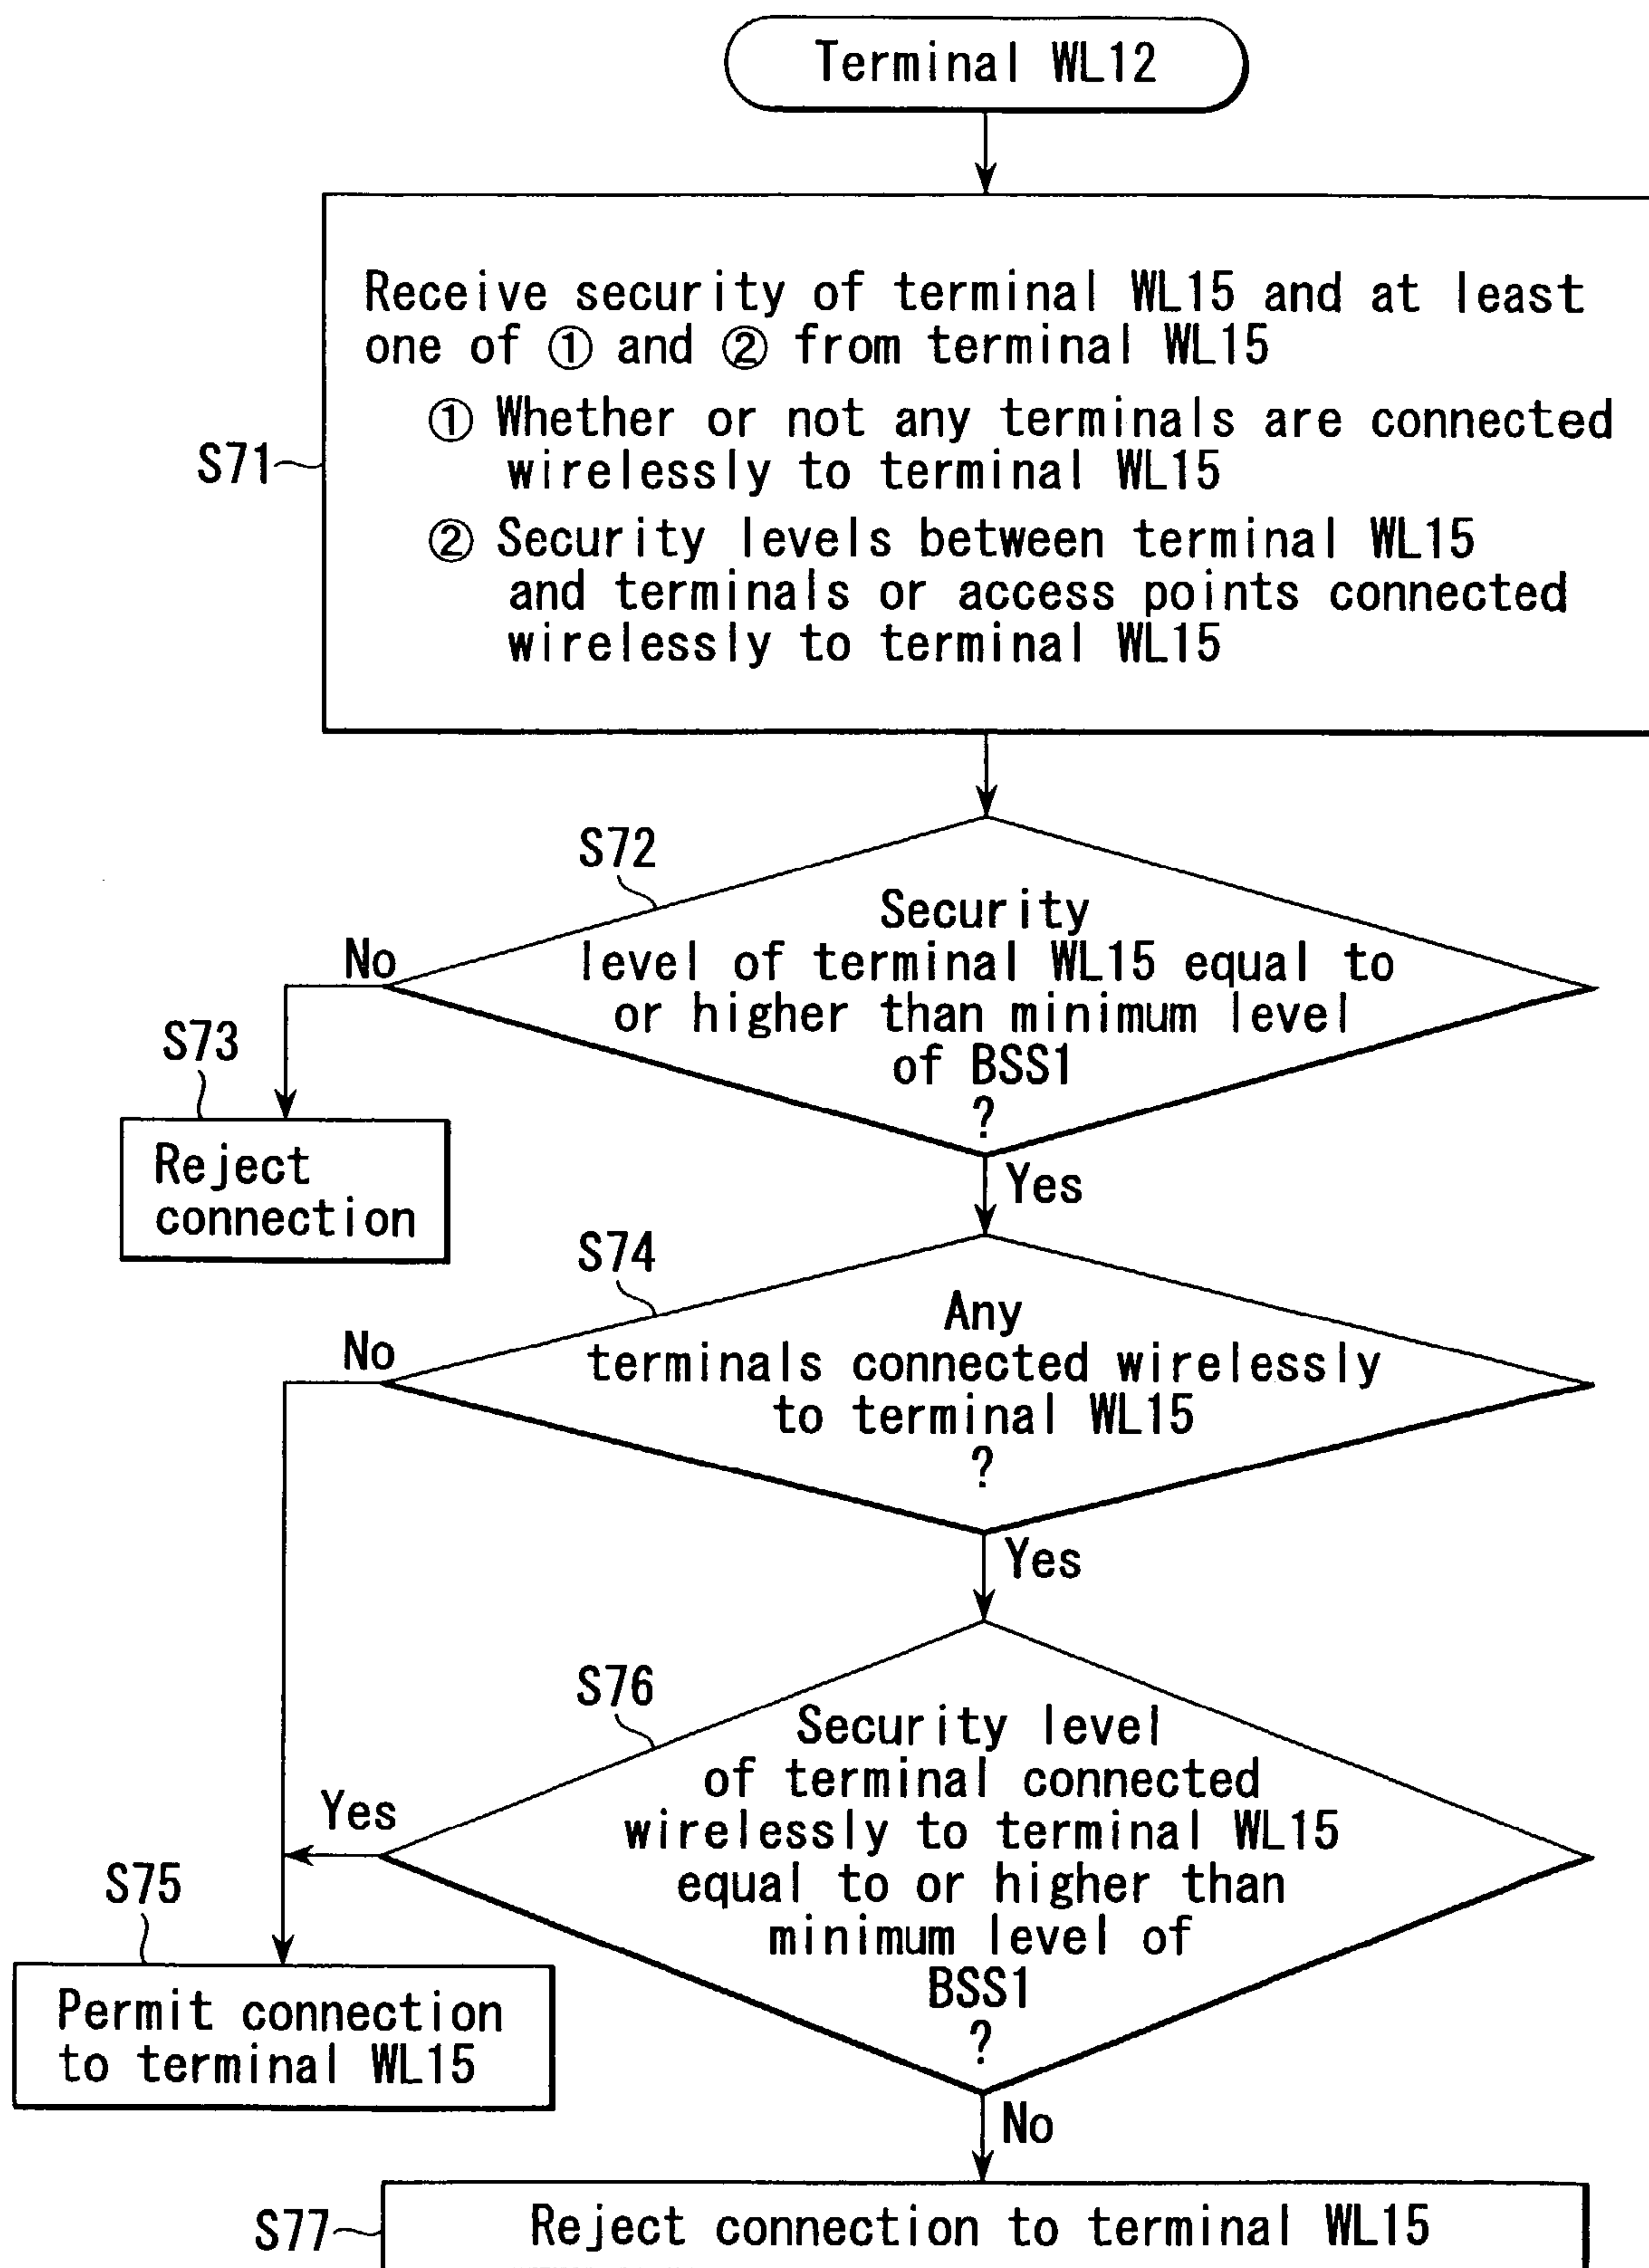 Terminal WL12
Receive security of terminal WL15 and at least
one of ① and ② from terminal WL15
① Whether or not any terminals are connected
wirelessly to terminal WL15
② Security levels between terminal WL15
and terminals or access points connected
wirelessly to terminal WL15
S71
S72
Security
level of terminal WL15 equal to
or higher than minimum level
of BSS1
?
No
Yes
S73
Reject
connection
S74
Any
terminals connected wirelessly
to terminal WL15
?
No
Yes
S76
Security level
of terminal connected
wirelessly to terminal WL15
equal to or higher than
minimum level of
BSS1
?
Yes
No
S75
Permit connection
to terminal WL15
S77
Reject connection to terminal WL15